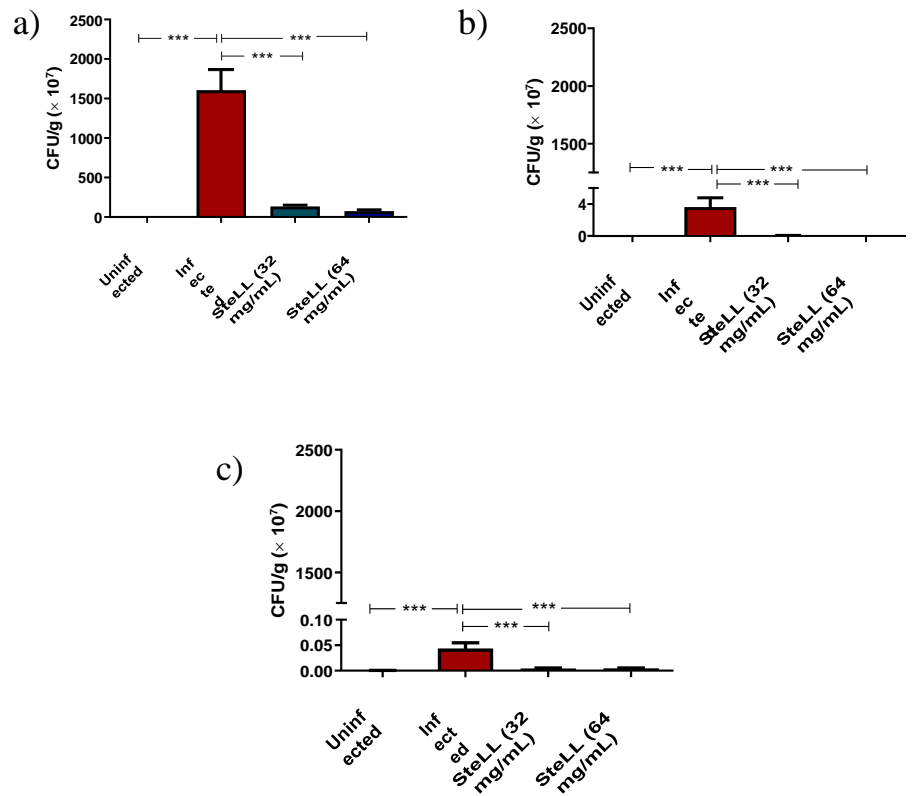 a)
CFU/g (× 10⁷)
2500
2000
1500
1000
500
0
***
***
***
Uninf
ected
Inf
ec
te
d
SteLL (32
mg/mL)
SteLL (64
mg/mL)
b)
CFU/g (× 10⁷)
2500
2000
1500
4
0
***
***
***
Uninf
ected
Inf
ec
te
d
SteLL (32
mg/mL)
SteLL (64
mg/mL)
c)
CFU/g (× 10⁷)
2500
2000
1500
0.10
0.05
0.00
***
***
***
Uninf
ected
Inf
ect
ed
SteLL (32
mg/mL)
SteLL (64
mg/mL)